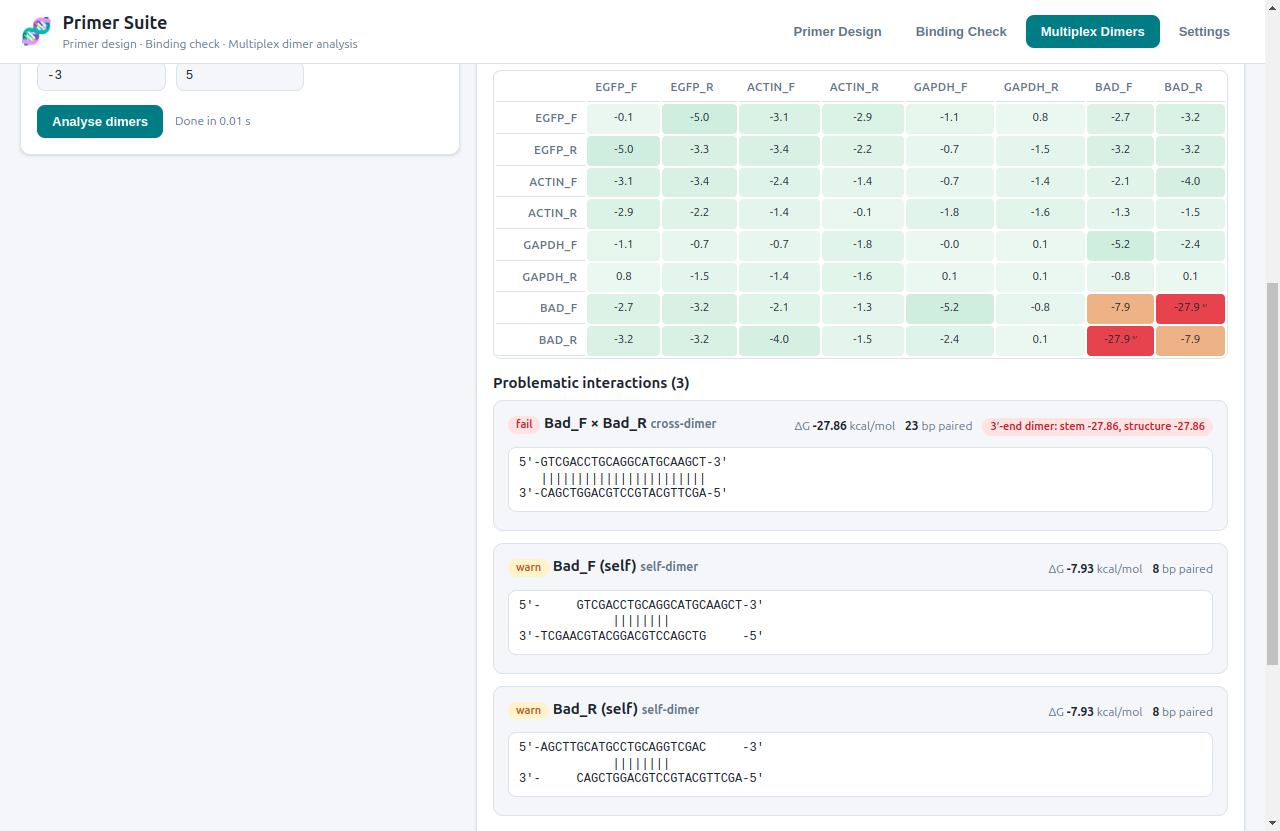 Primer Suite
Primer design · Binding check · Multiplex dimer analysis
Primer Design Binding Check Multiplex Dimers Settings
-3 5
Analyse dimers Done in 0.01 s
EGFP_F EGFP_R ACTIN_F ACTIN_R GAPDH_F GAPDH_R BAD_F BAD_R
EGFP_F -0.1 -5.0 -3.1 -2.9 -1.1 0.8 -2.7 -3.2
EGFP_R -5.0 -3.3 -3.4 -2.2 -0.7 -1.5 -3.2 -3.2
ACTIN_F -3.1 -3.4 -2.4 -1.4 -0.7 -1.4 -2.1 -4.0
ACTIN_R -2.9 -2.2 -1.4 -0.1 -1.8 -1.6 -1.3 -1.5
GAPDH_F -1.1 -0.7 -0.7 -1.8 -0.0 0.1 -5.2 -2.4
GAPDH_R 0.8 -1.5 -1.4 -1.6 0.1 0.1 -0.8 0.1
BAD_F -2.7 -3.2 -2.1 -1.3 -5.2 -0.8 -7.9 -27.9
BAD_R -3.2 -3.2 -4.0 -1.5 -2.4 0.1 -27.9 -7.9
Problematic interactions (3)
fail Bad_F × Bad_R cross-dimer ΔG -27.86 kcal/mol 23 bp paired 3′-end dimer: stem -27.86, structure -27.86
5'-GTCGACCTGCAGGCATGCAAGCT-3'
|||||||||||||||||||||||
3'-CAGCTGGACGTCCGTACGTTCGA-5'
warn Bad_F (self) self-dimer ΔG -7.93 kcal/mol 8 bp paired
5'-     GTCGACCTGCAGGCATGCAAGCT-3'
||||||||
3'-TCGAACGTACGGACGTCCAGCTG     -5'
warn Bad_R (self) self-dimer ΔG -7.93 kcal/mol 8 bp paired
5'-AGCTTGCATGCCTGCAGGTCGAC     -3'
||||||||
3'-     CAGCTGGACGTCCGTACGTTCGA-5'